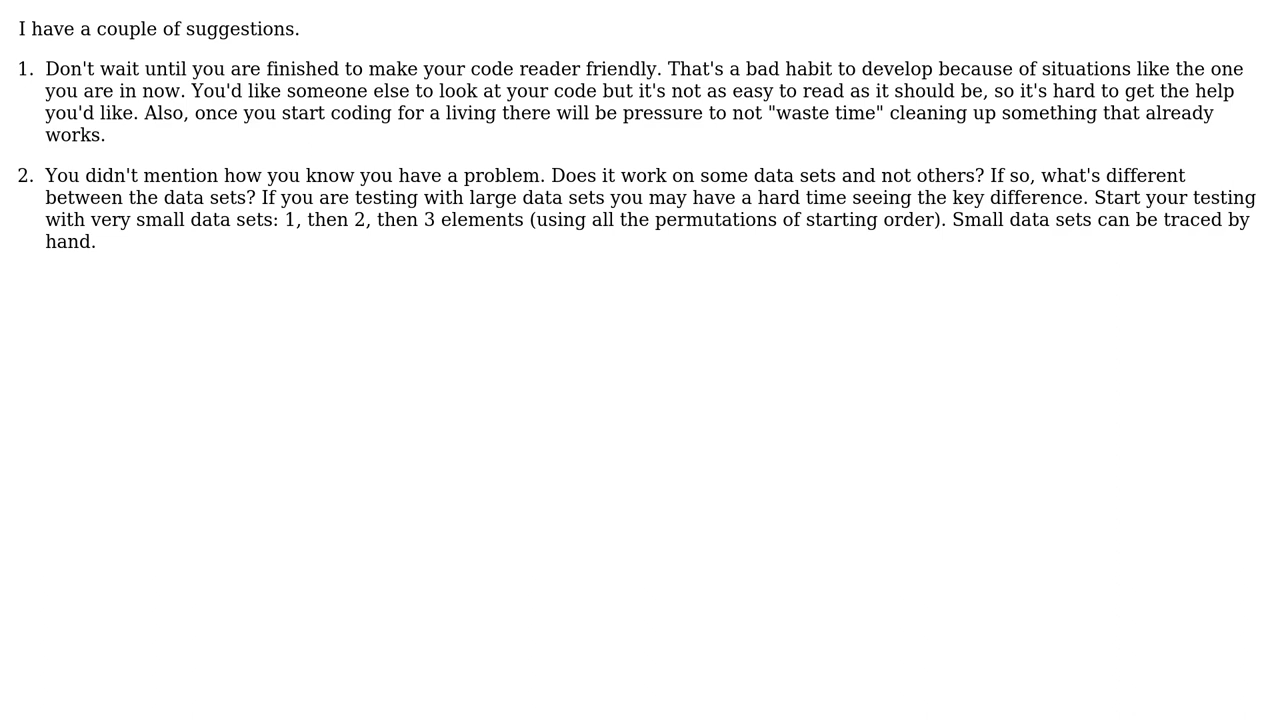 I have a couple of suggestions.
1. Don't wait until you are finished to make your code reader friendly. That's a bad habit to develop because of situations like the one
you are in now. You'd like someone else to look at your code but it's not as easy to read as it should be, so it's hard to get the help
you'd like. Also, once you start coding for a living there will be pressure to not "waste time" cleaning up something that already
works.
2. You didn't mention how you know you have a problem. Does it work on some data sets and not others? If so, what's different
between the data sets? If you are testing with large data sets you may have a hard time seeing the key difference. Start your testing
with very small data sets: 1, then 2, then 3 elements (using all the permutations of starting order). Small data sets can be traced by
hand.